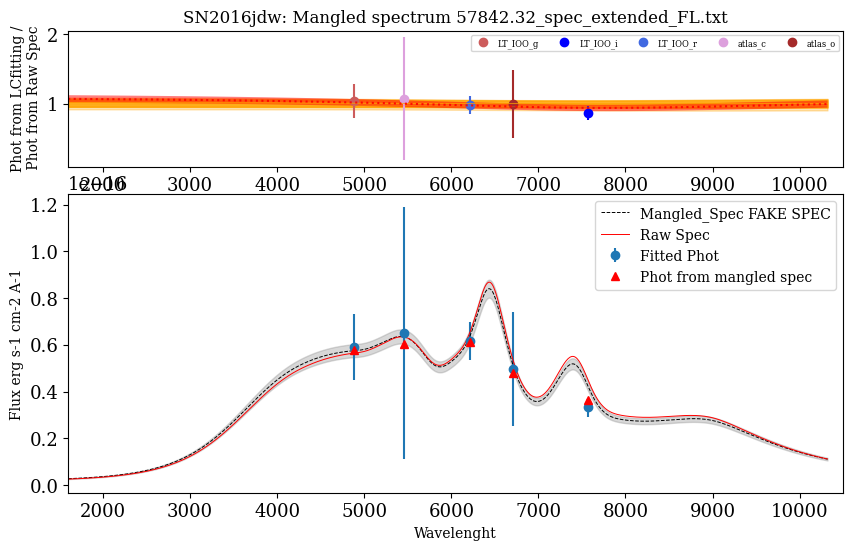 SN2016jdw: Mangled spectrum 57842.32_spec_extended_FL.txt
Phot from LCfitting /
Phot from Raw Spec
2
1
LT_IOO_g LT_IOO_i LT_IOO_r atlas_c atlas_o
2000 3000 4000 5000 6000 7000 8000 9000 10000
1e−16
Flux erg s-1 cm-2 A-1
1.2
1.0
0.8
0.6
0.4
0.2
0.0
Mangled_Spec FAKE SPEC
Raw Spec
Fitted Phot
Phot from mangled spec
2000 3000 4000 5000 6000 7000 8000 9000 10000
Wavelenght